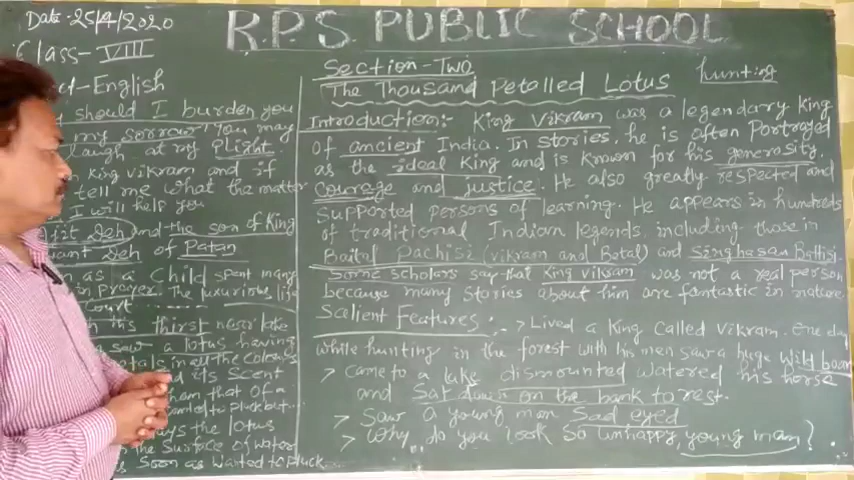 Date: 25/4/2020
R.P.S. PUBLIC SCHOOL
Class-VIII
English
should I burden you
my sorrow! You may
laugh at my Plight.
king vikram and if
tell me what the matter
I will help you
Ajit Deh and the son of King
Deh of Patan
as a Child spent many
in prayer. The luxurious life
Court
his thirst near lake
saw a lotus having
Petals in all the Colours
its Scent
them that of a
wanted to pluck but....
the lotus
the Surface of water
Soon as Waited to pluck...
Section-Two
The Thousand Petalled Lotus
hunting
Introduction:- King Vikram was a legendary king
of ancient India. In stories, he is often Portrayed
as the ideal king and is known for his generosity,
Courage and justice. He also greatly respected and
Supported persons of learning. He appears in hundreds
of traditional Indian legends including those in
Baital Pachisi (Vikram and Betal) and Singhasan Battisi
Some scholars say that king vikram was not a real person
because many stories about him are fantastic in nature
Salient Features:- > Lived a King called Vikram. One day
while hunting in the forest with his men saw a huge wild boar
> Came to a lake dismounted watered his horse
and Sat down on the bank to rest.
> Saw a young man Sad eyed
> Why do you look So unhappy, young man?